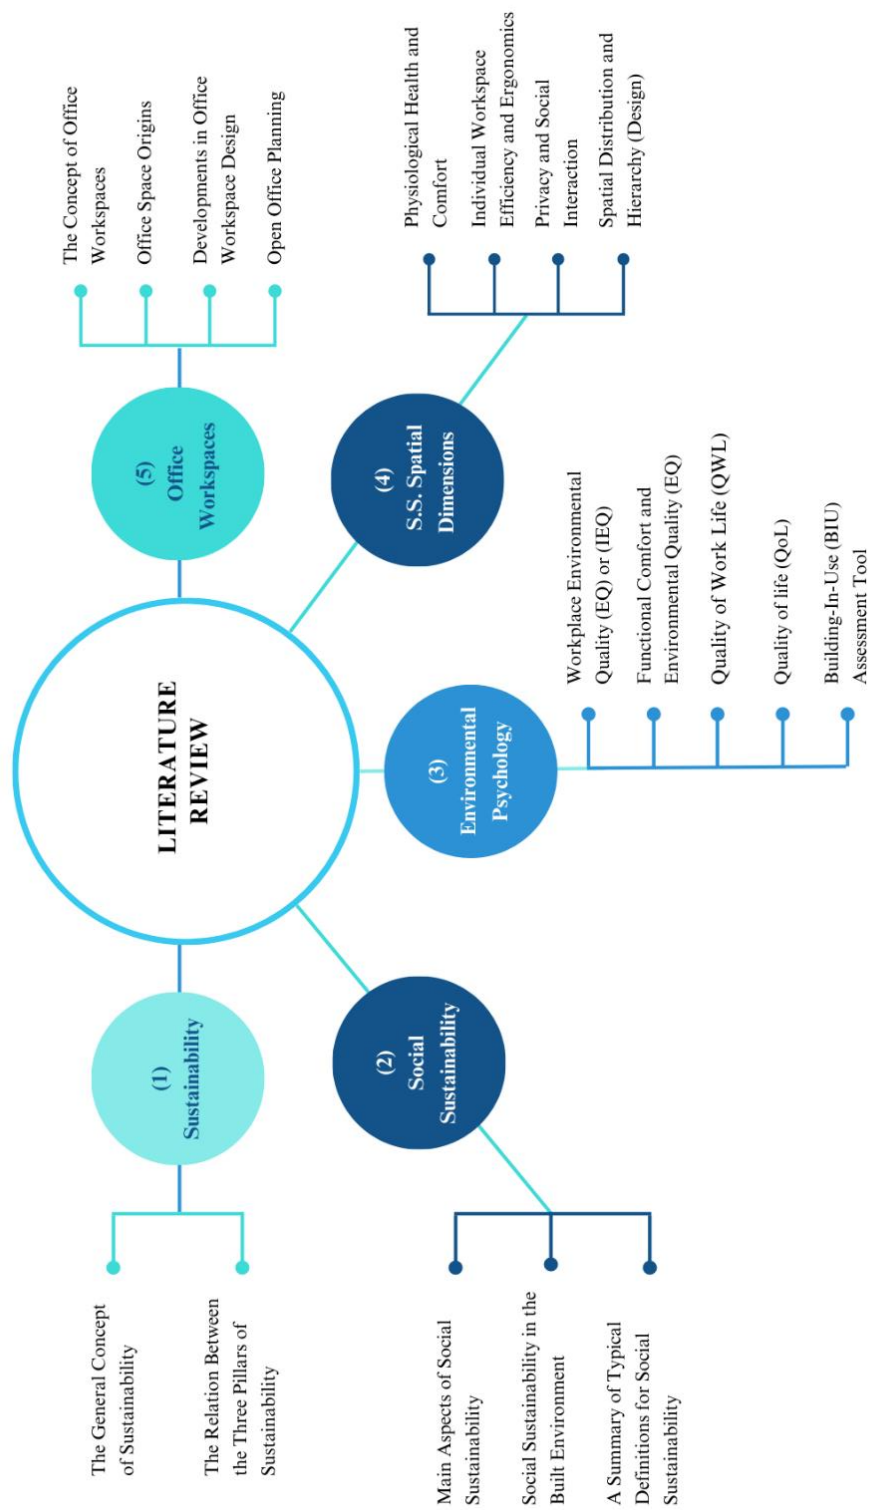 LITERATURE
REVIEW
(1)
Sustainability
The General Concept
of Sustainability
The Relation Between
the Three Pillars of
Sustainability
(2)
Social
Sustainability
Main Aspects of Social
Sustainability
Social Sustainability in the
Built Environment
A Summary of Typical
Definitions for Social
Sustainability
(3)
Environmental
Psychology
Workplace Environmental
Quality (EQ) or (IEQ)
Functional Comfort and
Environmental Quality (EQ)
Quality of Work Life (QWL)
Quality of life (QoL)
Building-In-Use (BIU)
Assessment Tool
(4)
S.S. Spatial
Dimensions
Physiological Health and
Comfort
Individual Workspace
Efficiency and Ergonomics
Privacy and Social
Interaction
Spatial Distribution and
Hierarchy (Design)
(5)
Office
Workspaces
The Concept of Office
Workspaces
Office Space Origins
Developments in Office
Workspace Design
Open Office Planning